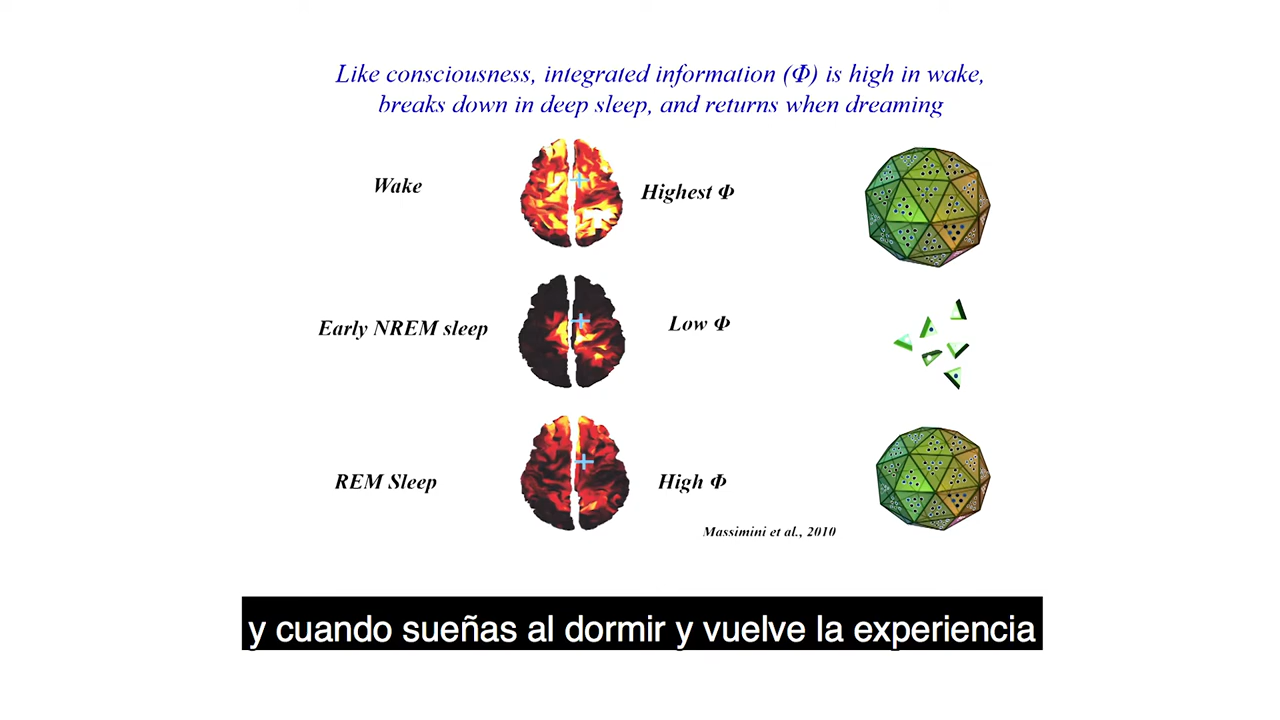 Like consciousness, integrated information (Φ) is high in wake,
breaks down in deep sleep, and returns when dreaming
Wake
Highest Φ
Early NREM sleep
Low Φ
REM Sleep
High Φ
Massimini et al., 2010
y cuando sueñas al dormir y vuelve la experiencia